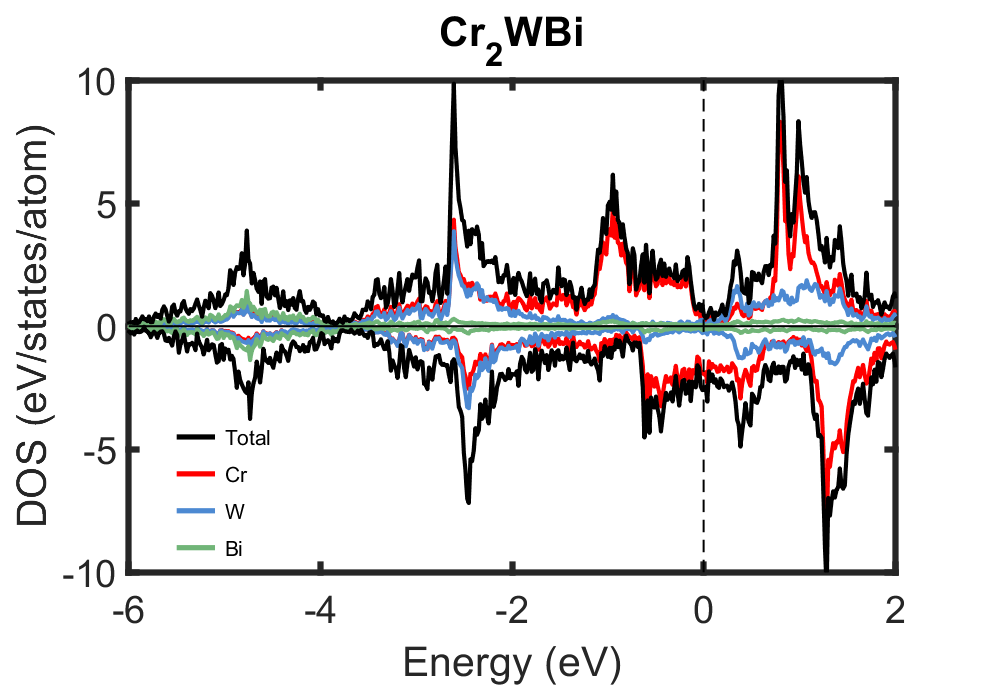 Cr₂WBi
DOS (eV/states/atom)
10
5
0
-5
-10
Total
Cr
W
Bi
-6 -4 -2 0 2
Energy (eV)